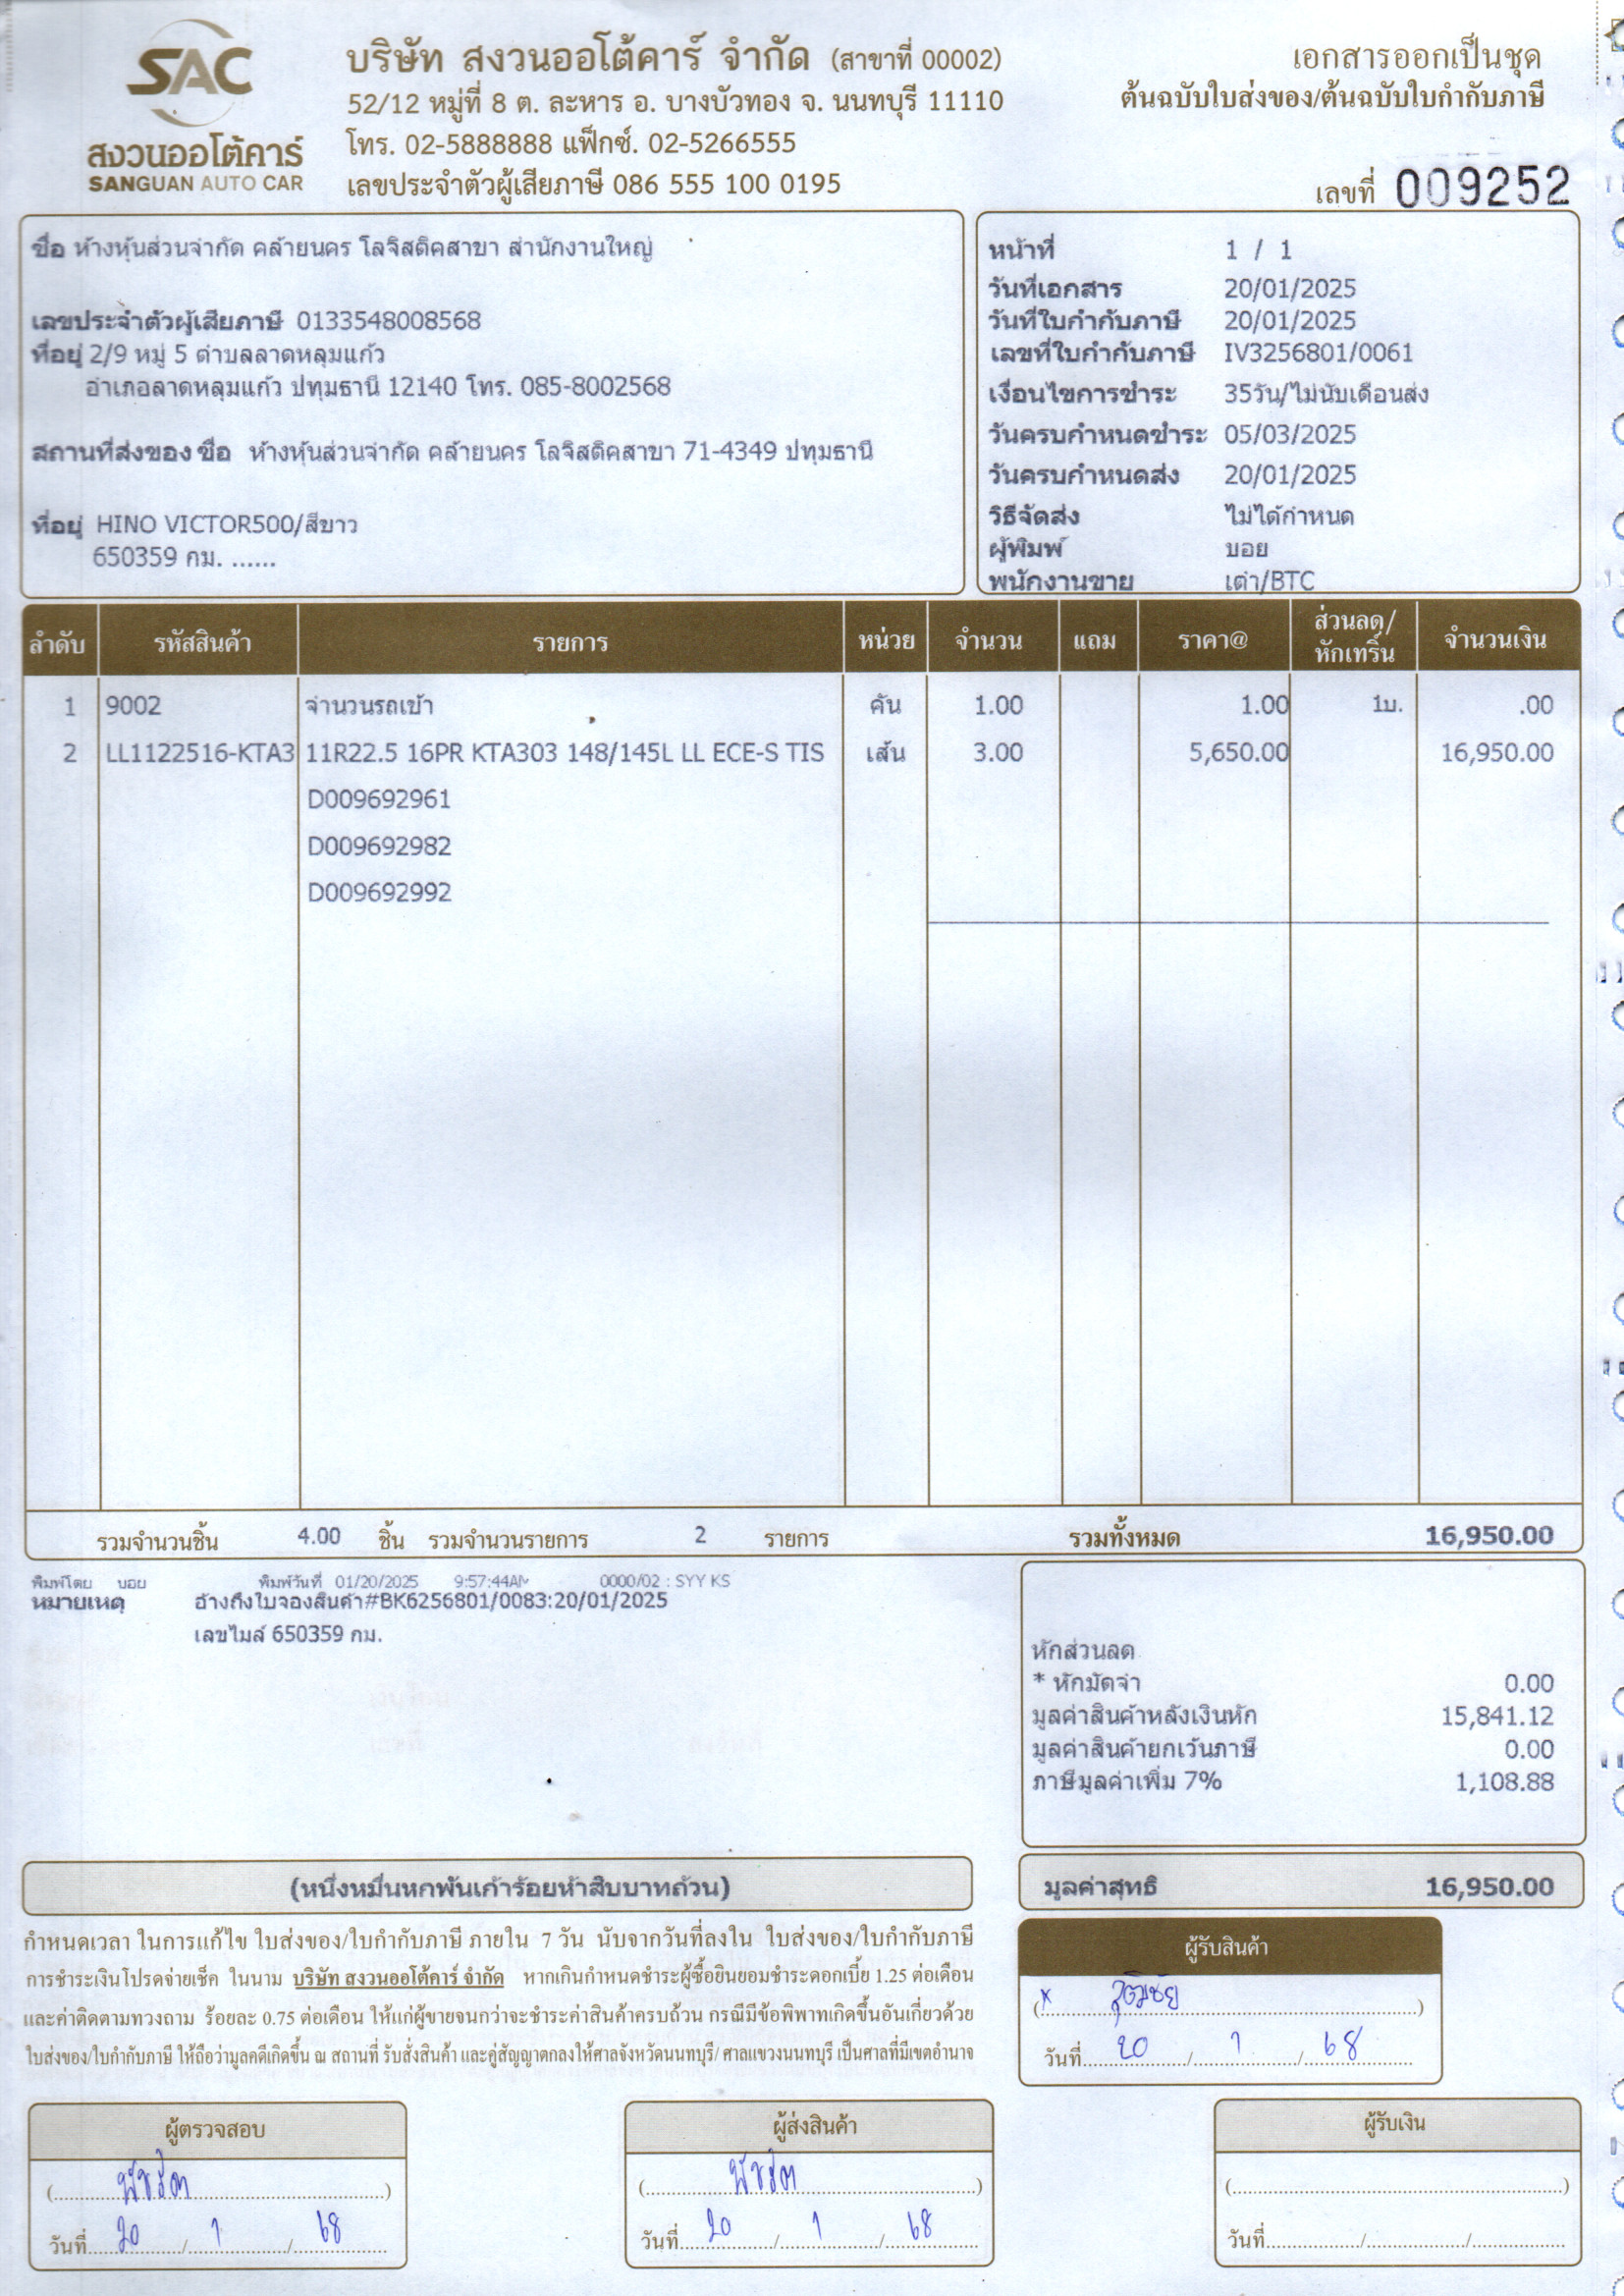 SAC
สงวนออโต้คาร์
SANGUAN AUTO CAR
บริษัท สงวนออโต้คาร์ จำกัด (สาขาที่ 00002)
52/12 หมู่ที่ 8 ต. ละหาร อ. บางบัวทอง จ. นนทบุรี 11110
โทร. 02-5888888 แฟ็กซ์. 02-5266555
เลขประจำตัวผู้เสียภาษี 086 555 100 0195
เอกสารออกเป็นชุด
ต้นฉบับใบส่งของ/ต้นฉบับใบกำกับภาษี
เลขที่ 009252
ชื่อ ห้างหุ้นส่วนจำกัด คล้ายนคร โลจิสติคสาขา สำนักงานใหญ่
เลขประจำตัวผู้เสียภาษี 0133548008568
ที่อยู่ 2/9 หมู่ 5 ตำบลลาดหลุมแก้ว
อำเภอลาดหลุมแก้ว ปทุมธานี 12140 โทร. 085-8002568
สถานที่ส่งของ ชื่อ ห้างหุ้นส่วนจำกัด คล้ายนคร โลจิสติคสาขา 71-4349 ปทุมธานี
ที่อยู่ HINO VICTOR500/สีขาว
650359 กม. ......
หน้าที่ 1 / 1
วันที่เอกสาร 20/01/2025
วันที่ใบกำกับภาษี 20/01/2025
เลขที่ใบกำกับภาษี IV3256801/0061
เงื่อนไขการชำระ 35วัน/ไม่นับเดือนส่ง
วันครบกำหนดชำระ 05/03/2025
วันครบกำหนดส่ง 20/01/2025
วิธีจัดส่ง ไม่ได้กำหนด
ผู้พิมพ์ บอย
พนักงานขาย เต่า/BTC
ลำดับ รหัสสินค้า รายการ หน่วย จำนวน แถม ราคา@ ส่วนลด/หักเทริ์น จำนวนเงิน
1 9002 จำนวนรถเข้า คัน 1.00 1.00 1บ. .00
2 LL1122516-KTA3 11R22.5 16PR KTA303 148/145L LL ECE-S TIS เส้น 3.00 5,650.00 16,950.00
D009692961
D009692982
D009692992
รวมจำนวนชิ้น 4.00 ชิ้น รวมจำนวนรายการ 2 รายการ รวมทั้งหมด 16,950.00
พิมพ์โดย บอย พิมพ์วันที่ 01/20/2025 9:57:44AM 0000/02 : SYY KS
หมายเหตุ อ้างถึงใบจองสินค้า#BK6256801/0083:20/01/2025
เลขไมล์ 650359 กม.
หักส่วนลด
* หักมัดจำ 0.00
มูลค่าสินค้าหลังเงินหัก 15,841.12
มูลค่าสินค้ายกเว้นภาษี 0.00
ภาษีมูลค่าเพิ่ม 7% 1,108.88
(หนึ่งหมื่นหกพันเก้าร้อยห้าสิบบาทถ้วน)
มูลค่าสุทธิ 16,950.00
กำหนดเวลา ในการแก้ไข ใบส่งของ/ใบกำกับภาษี ภายใน 7 วัน นับจากวันที่ลงใน ใบส่งของ/ใบกำกับภาษี
การชำระเงินโปรดจ่ายเช็ค ในนาม บริษัท สงวนออโต้คาร์ จำกัด หากเกินกำหนดชำระผู้ซื้อยินยอมชำระดอกเบี้ย 1.25 ต่อเดือน
และค่าติดตามทวงถาม ร้อยละ 0.75 ต่อเดือน ให้แก่ผู้ขายจนกว่าจะชำระค่าสินค้าครบถ้วน กรณีมีข้อพิพาทเกิดขึ้นอันเกี่ยวด้วย
ใบส่งของ/ใบกำกับภาษี ให้ถือว่ามูลคดีเกิดขึ้น ณ สถานที่ รับสั่งสินค้า และคู่สัญญาตกลงให้ศาลจังหวัดนนทบุรี/ ศาลแขวงนนทบุรี เป็นศาลที่มีเขตอำนาจ
ผู้รับสินค้า
วันที่ 20 / 1 / 68
ผู้ตรวจสอบ
วันที่ 20 / 1 / 68
ผู้ส่งสินค้า
วันที่ 20 / 1 / 68
ผู้รับเงิน
วันที่